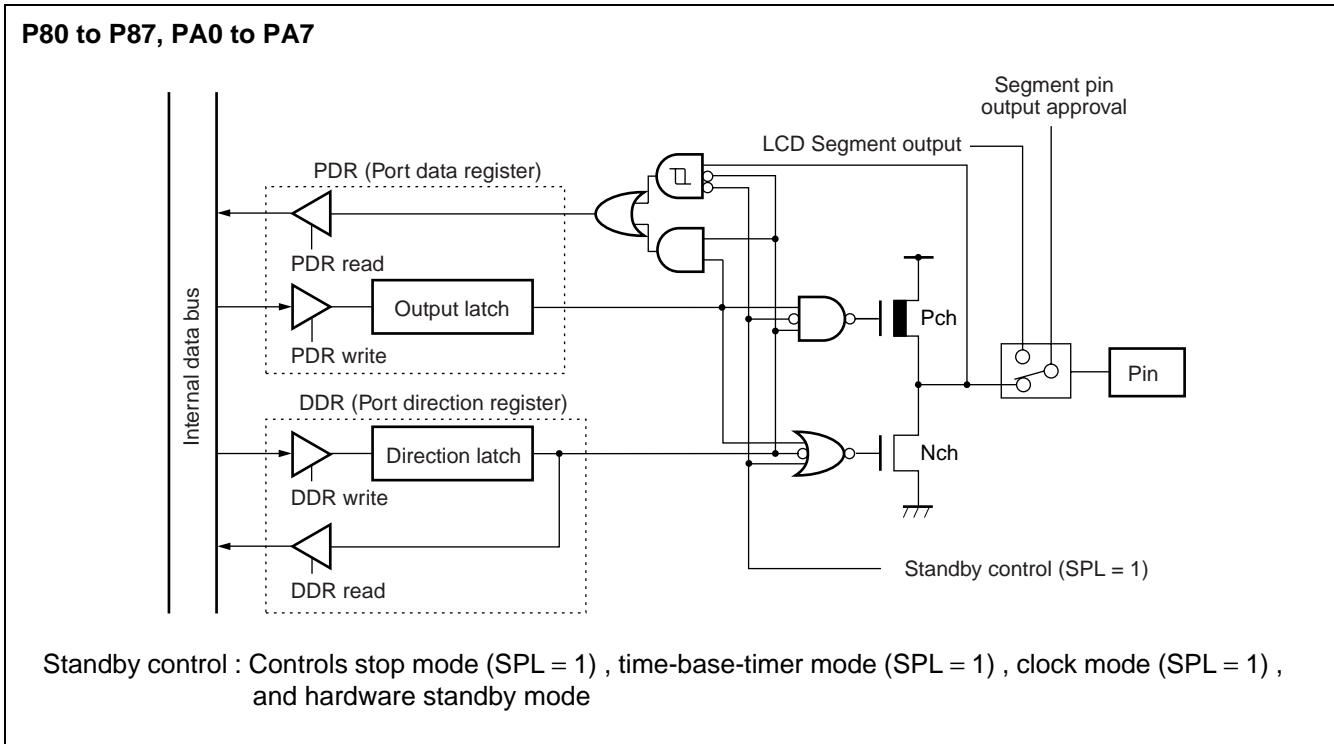 P80 to P87, PA0 to PA7
Segment pin
output approval
LCD Segment output
PDR (Port data register)
PDR read
Output latch
PDR write
Pch
Pin
Internal data bus
DDR (Port direction register)
Direction latch
Nch
DDR write
Standby control (SPL = 1)
DDR read
Standby control : Controls stop mode (SPL = 1) , time-base-timer mode (SPL = 1) , clock mode (SPL = 1) ,
and hardware standby mode